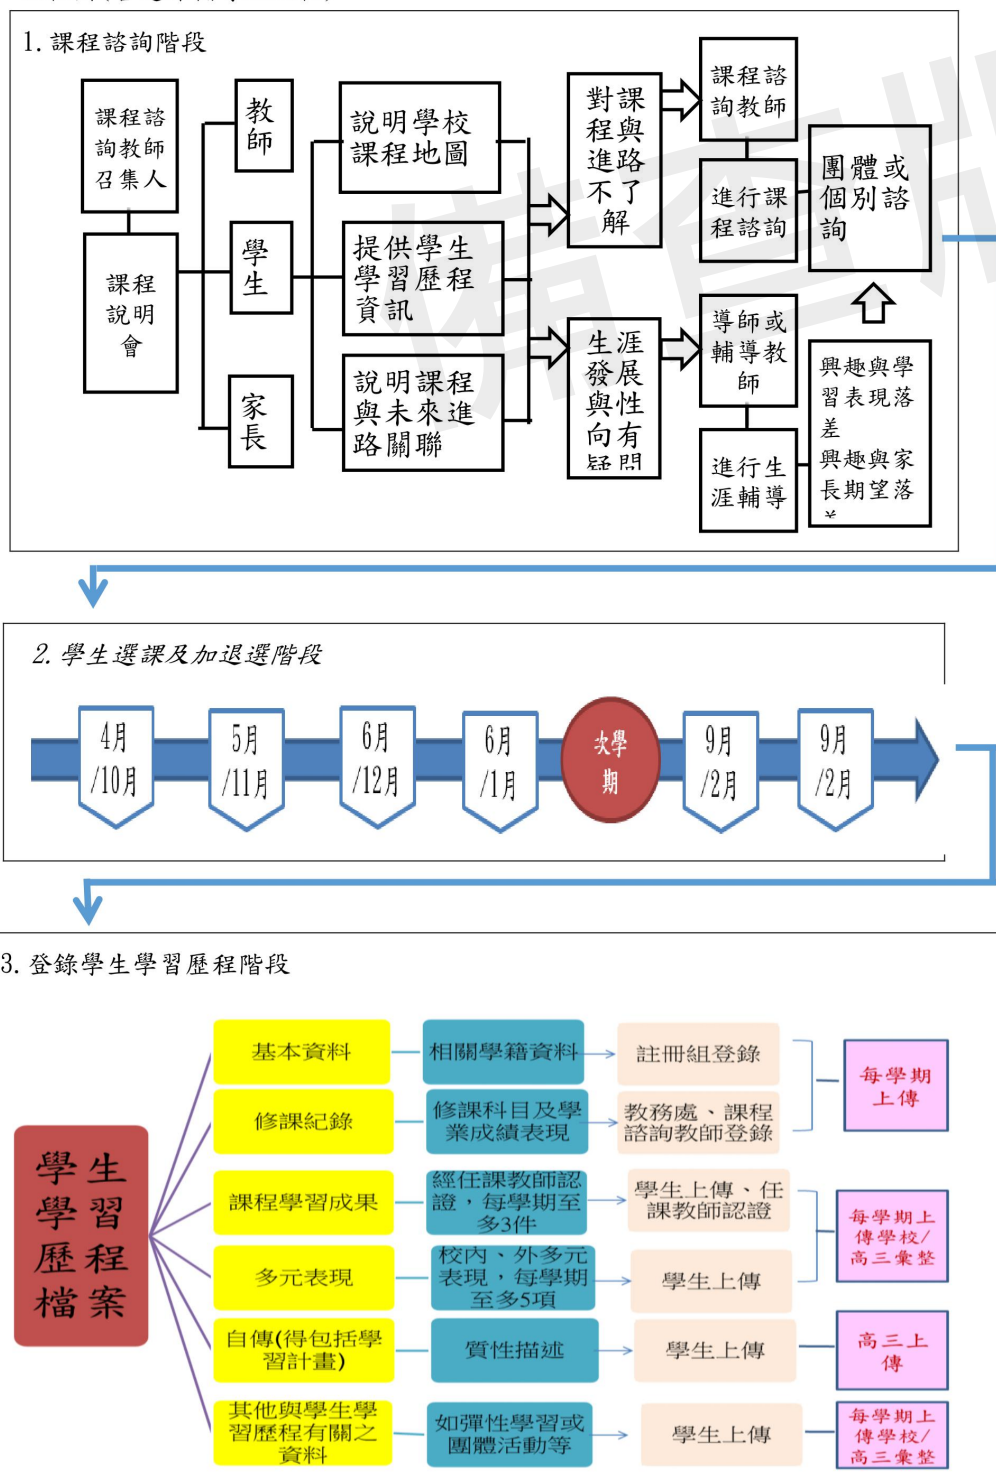 1. 課程諮詢階段
課程諮
詢教師
召集人
課程
說明
會
教
師
學
生
家
長
說明學校
課程地圖
提供學生
學習歷程
資訊
說明課程
與未來進
路關聯
對課
程與
進路
不了
解
生涯
發展
與性
向有
疑問
課程諮
詢教師
進行課
程諮詢
團體或
個別諮
詢
導師或
輔導教
師
進行生
涯輔導
興趣與學
習表現落
差
興趣與家
長期望落
備查版
2. 學生選課及加退選階段
4月
/10月
5月
/11月
6月
/12月
6月
/1月
次學
期
9月
/2月
9月
/2月
3. 登錄學生學習歷程階段
學生
學習
歷程
檔案
基本資料
相關學籍資料
註冊組登錄
每學期
上傳
修課紀錄
修課科目及學
業成績表現
教務處、課程
諮詢教師登錄
課程學習成果
經任課教師認
證，每學期至
多3件
學生上傳、任
課教師認證
每學期上
傳學校/
高三彙整
多元表現
校內、外多元
表現，每學期
至多5項
學生上傳
自傳(得包括學
習計畫)
質性描述
學生上傳
高三上
傳
其他與學生學
習歷程有關之
資料
如彈性學習或
團體活動等
學生上傳
每學期上
傳學校/
高三彙整